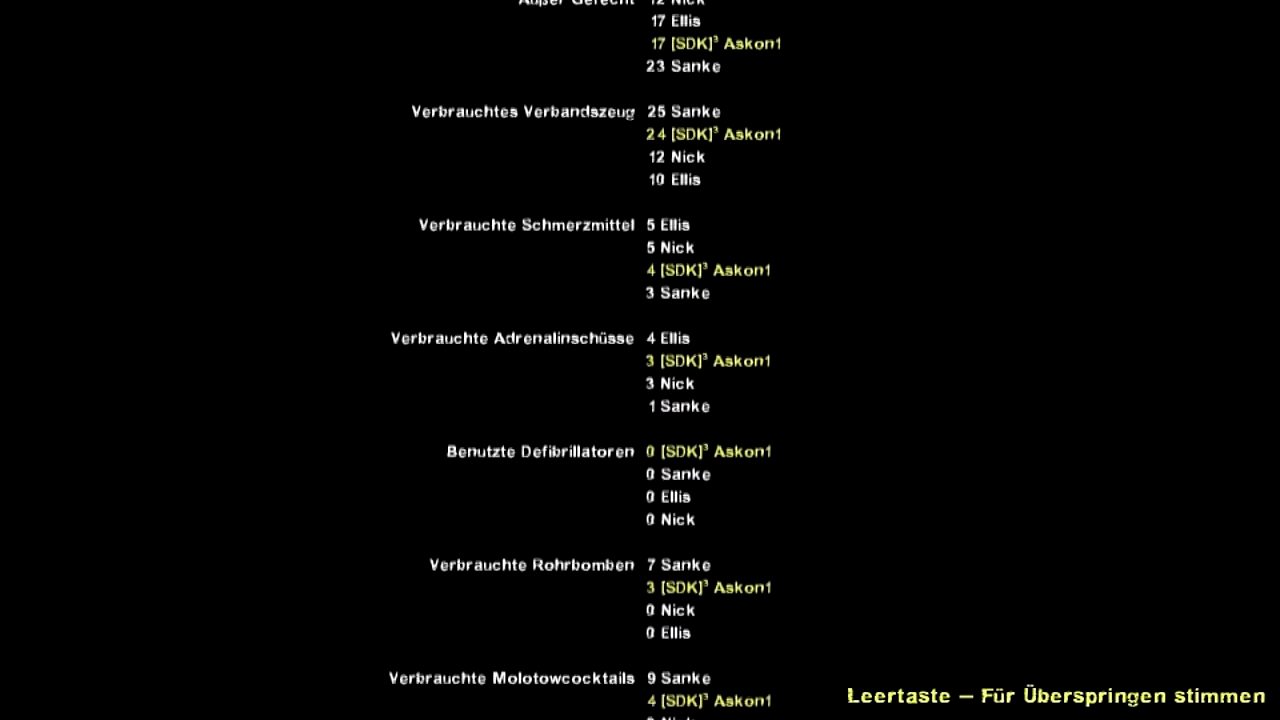 Außer Gefecht 12 Nick
17 Ellis
17 [SDK]³ Askon1
23 Sanke
Verbrauchtes Verbandszeug 25 Sanke
24 [SDK]³ Askon1
12 Nick
10 Ellis
Verbrauchte Schmerzmittel 5 Ellis
5 Nick
4 [SDK]³ Askon1
3 Sanke
Verbrauchte Adrenalinschüsse 4 Ellis
3 [SDK]³ Askon1
3 Nick
1 Sanke
Benutzte Defibrillatoren 0 [SDK]³ Askon1
0 Sanke
0 Ellis
0 Nick
Verbrauchte Rohrbomben 7 Sanke
3 [SDK]³ Askon1
0 Nick
0 Ellis
Verbrauchte Molotowcocktails 9 Sanke
4 [SDK]³ Askon1
Leertaste – Für Überspringen stimmen